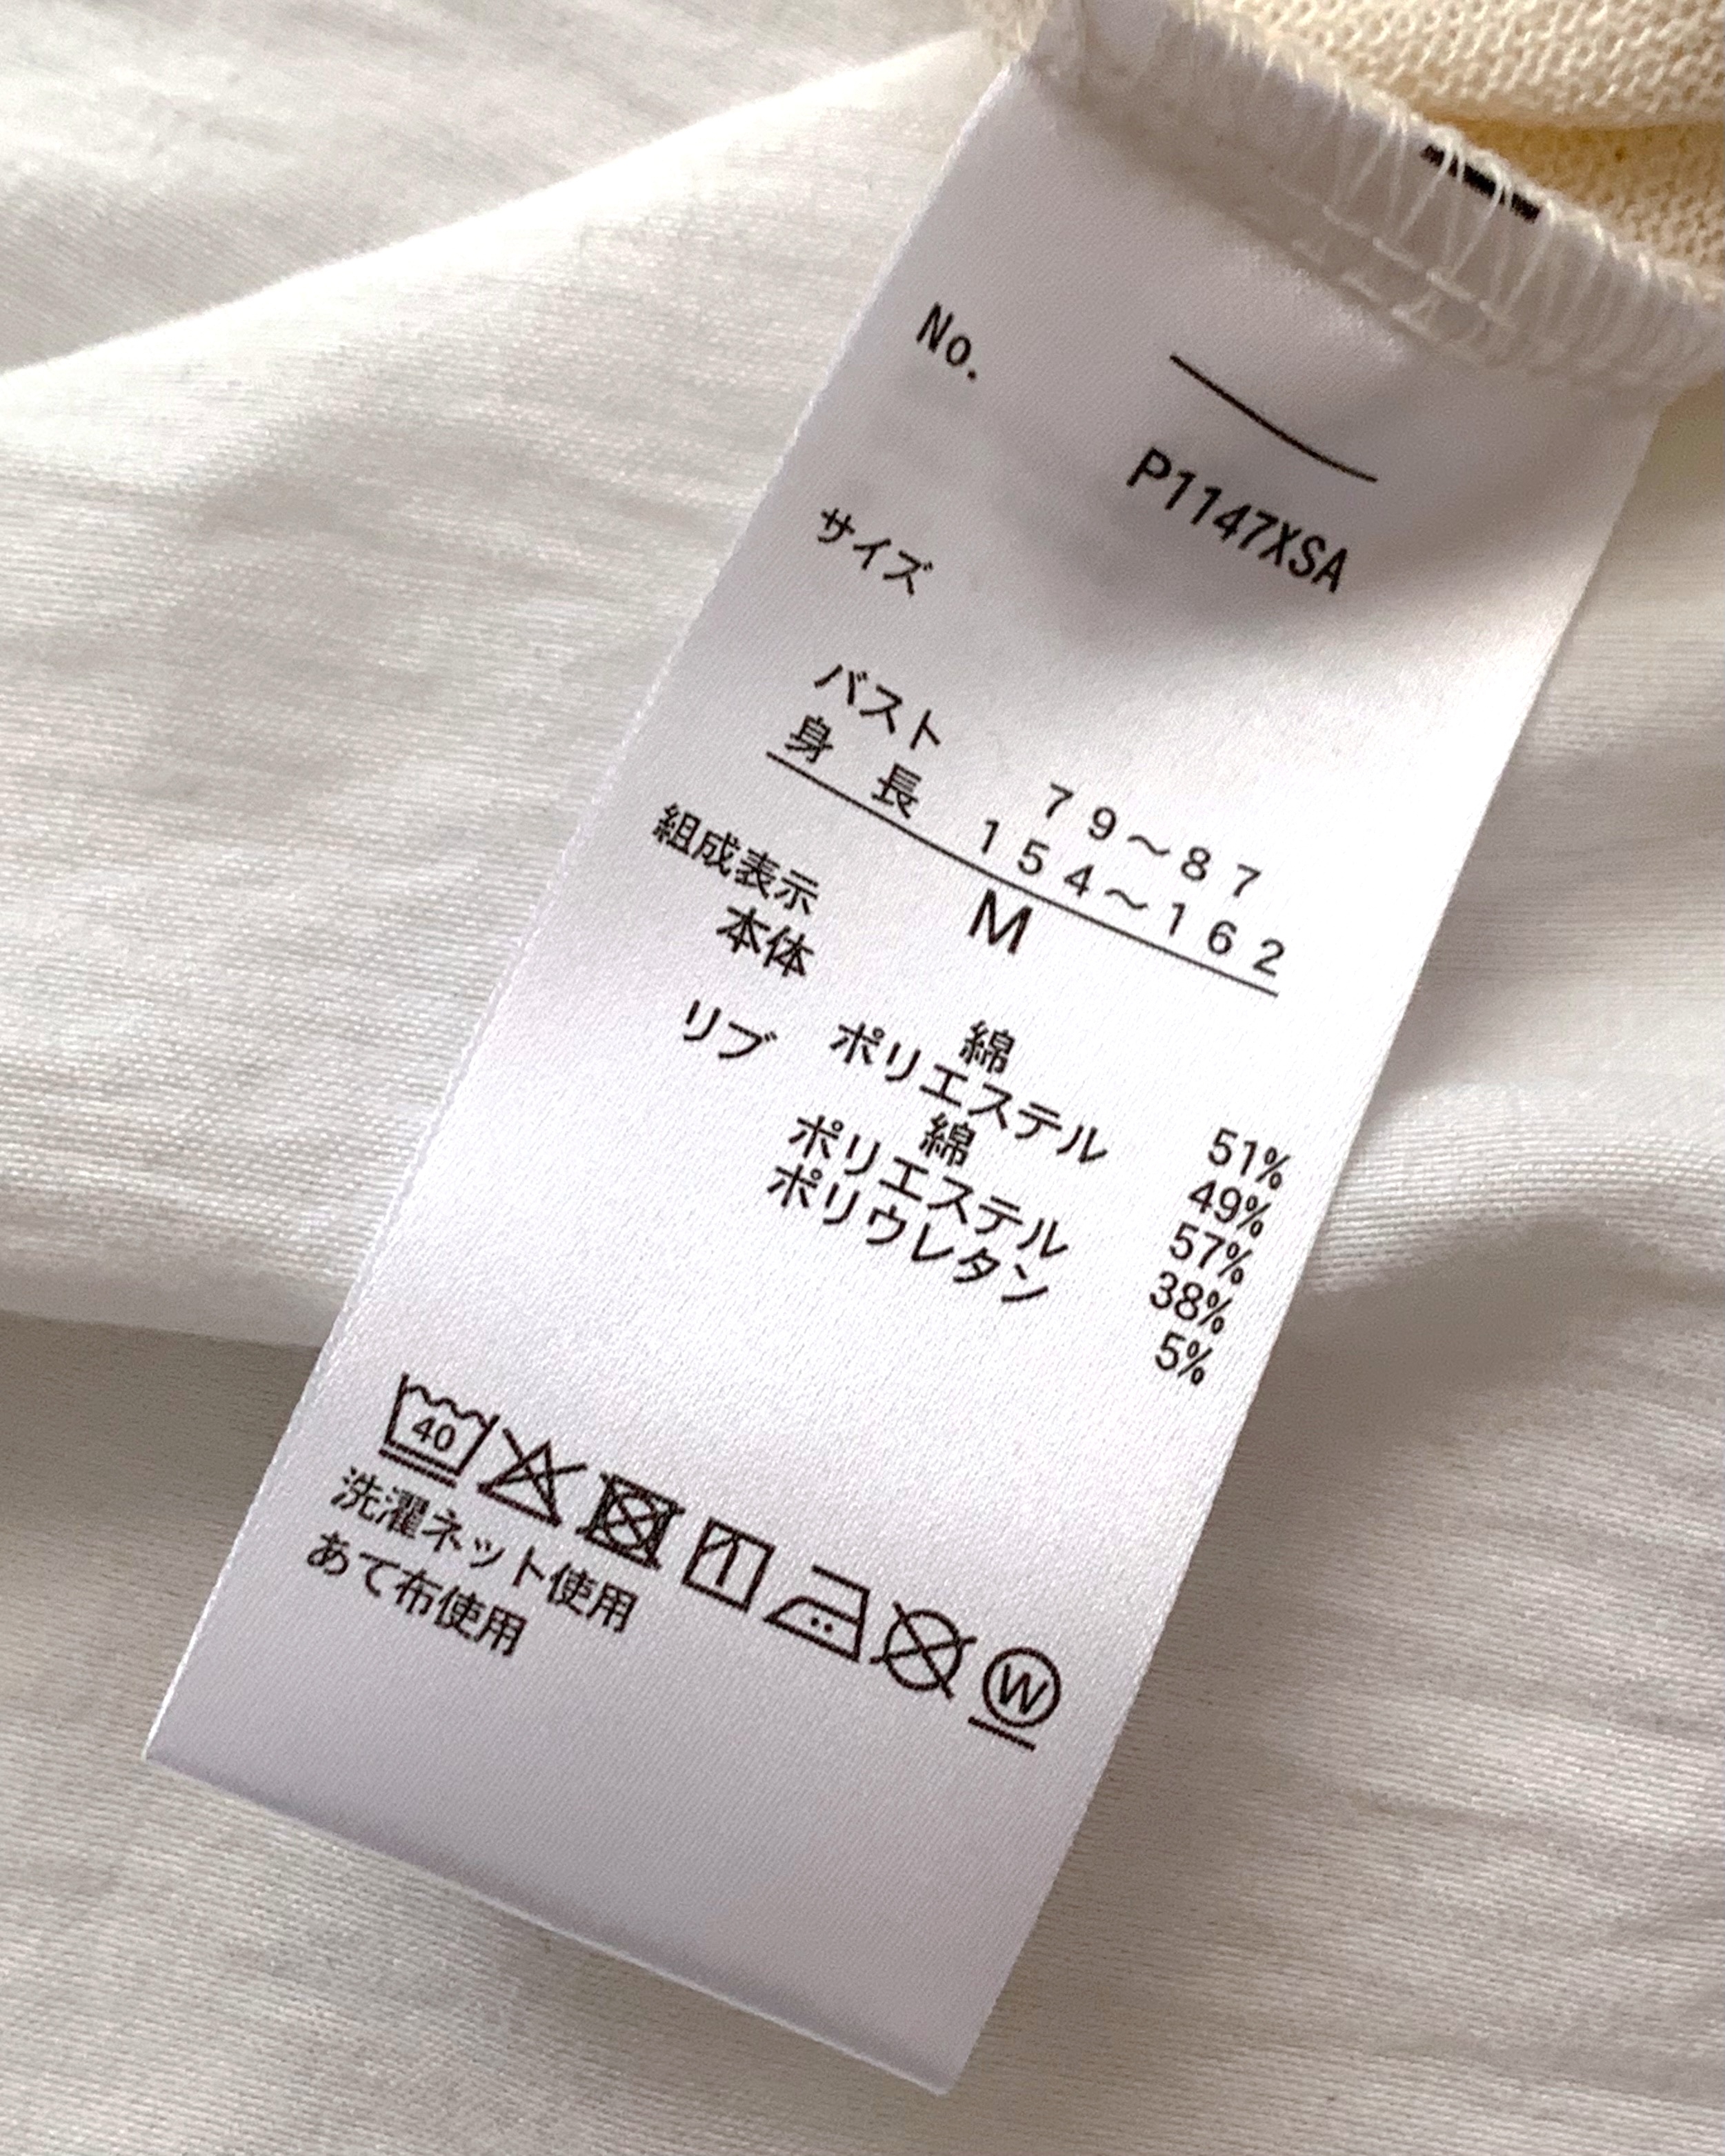 No. P1147XSA
サイズ
バスト 79～87
身長 154～162
M
組成表示
本体 綿 51%
ポリエステル 49%
リブ 綿 57%
ポリエステル 38%
ポリウレタン 5%
40
W
洗濯ネット使用
あて布使用